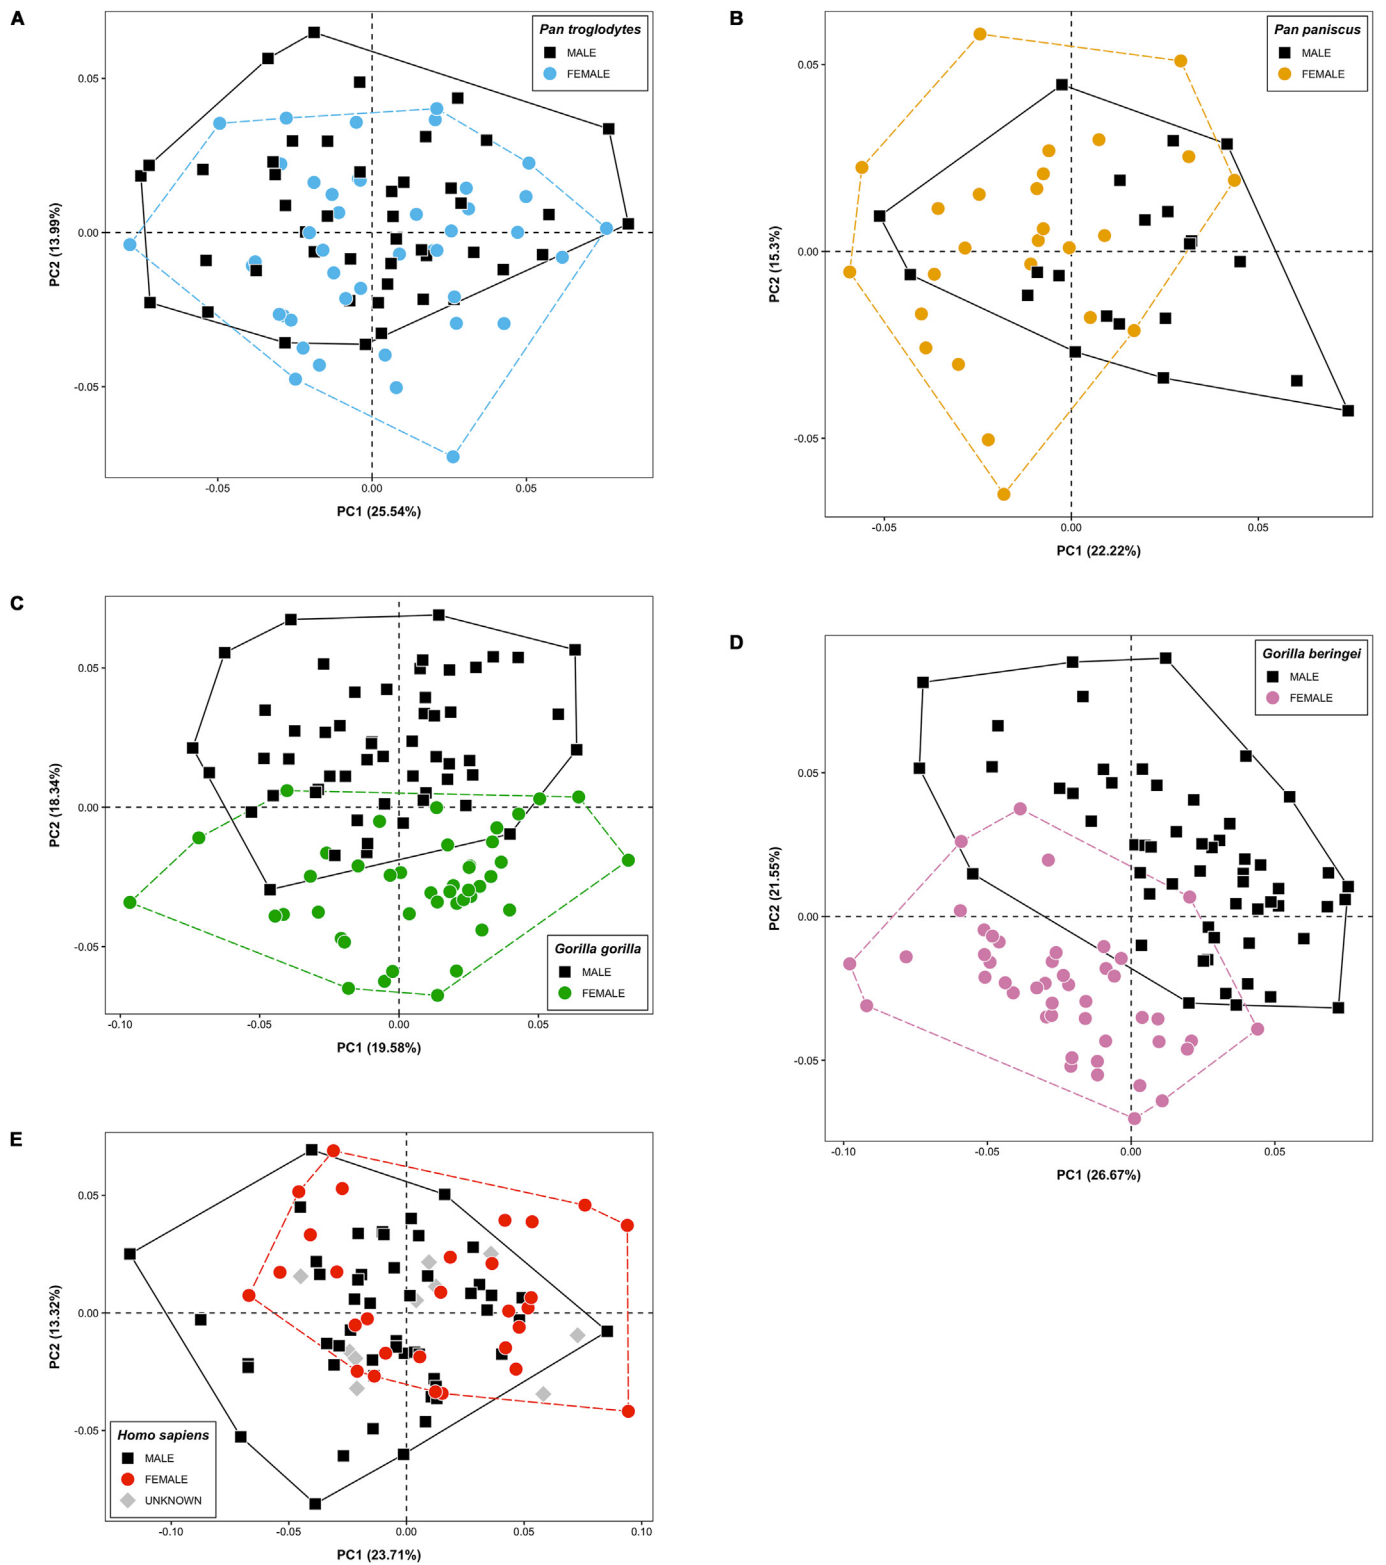 A
Pan troglodytes
MALE
FEMALE
0.05
0.00
-0.05
PC2 (13.99%)
-0.05
0.00
0.05
PC1 (25.54%)
B
Pan paniscus
MALE
FEMALE
0.05
0.00
-0.05
PC2 (15.3%)
-0.05
0.00
0.05
PC1 (22.22%)
C
0.05
0.00
-0.05
PC2 (18.34%)
Gorilla gorilla
MALE
FEMALE
-0.10
-0.05
0.00
0.05
PC1 (19.58%)
D
Gorilla beringei
MALE
FEMALE
0.05
0.00
-0.05
PC2 (21.55%)
-0.10
-0.05
0.00
0.05
PC1 (26.67%)
E
0.05
0.00
-0.05
PC2 (13.32%)
Homo sapiens
MALE
FEMALE
UNKNOWN
-0.10
-0.05
0.00
0.05
0.10
PC1 (23.71%)